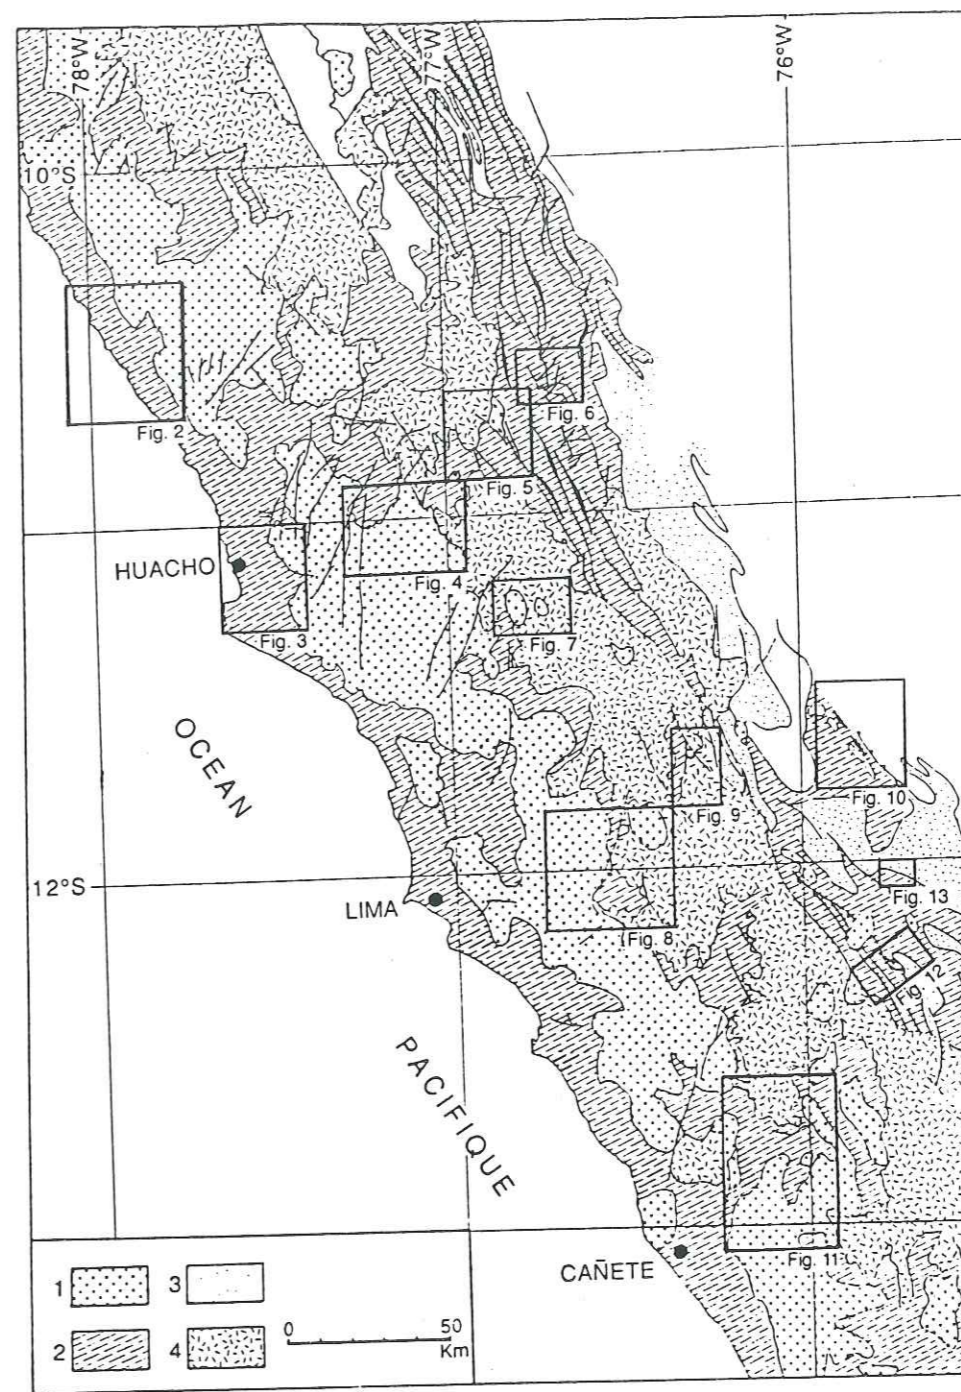 78°W
77°W
76°W
10°S
Fig. 2
Fig. 6
Fig. 5
HUACHO
Fig. 3
Fig. 4
Fig. 7
OCEAN
Fig. 9
Fig. 10
12°S
LIMA
Fig. 8
Fig. 13
Fig. 12
PACIFIQUE
CAÑETE
Fig. 11
1 3
2 4
0 50
Km